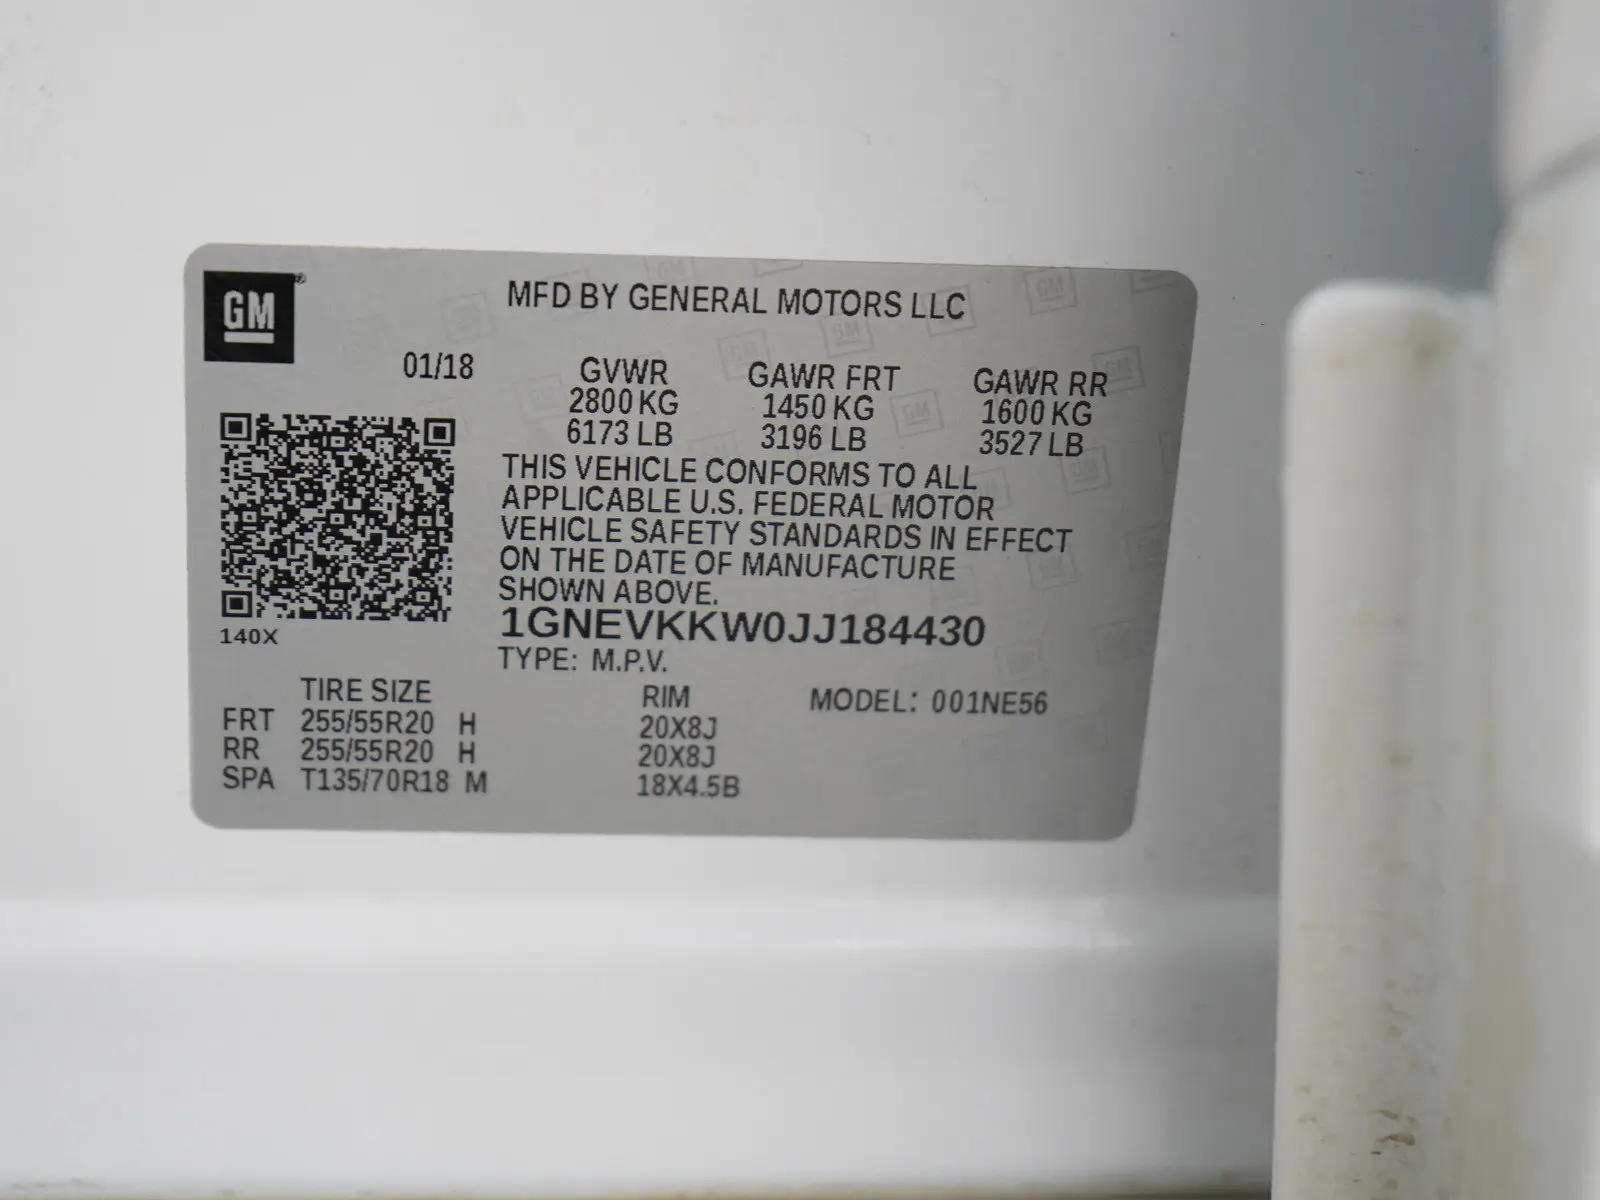 GM
MFD BY GENERAL MOTORS LLC
01/18
GVWR GAWR FRT GAWR RR
2800 KG 1450 KG 1600 KG
6173 LB 3196 LB 3527 LB
THIS VEHICLE CONFORMS TO ALL
APPLICABLE U.S. FEDERAL MOTOR
VEHICLE SAFETY STANDARDS IN EFFECT
ON THE DATE OF MANUFACTURE
SHOWN ABOVE.
1GNEVKKW0JJ184430
140X
TYPE: M.P.V.
TIRE SIZE RIM MODEL: 001NE56
FRT 255/55R20 H 20X8J
RR 255/55R20 H 20X8J
SPA T135/70R18 M 18X4.5B